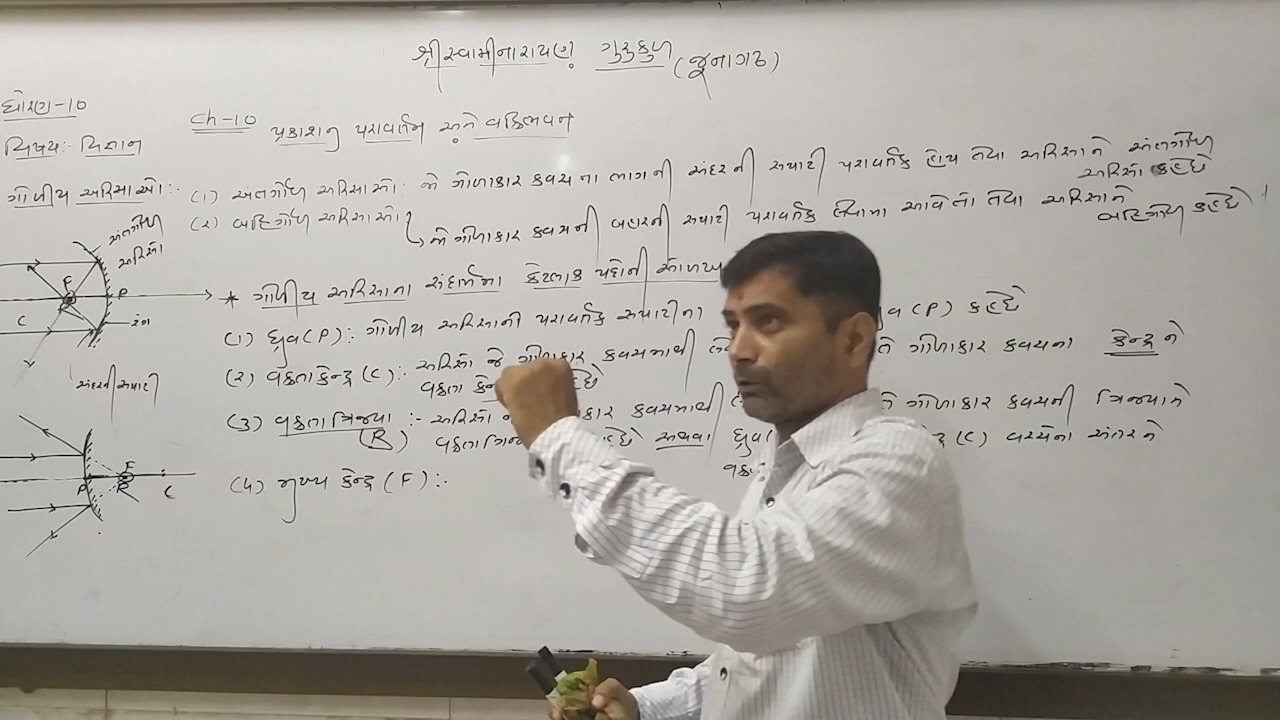 શ્રી સ્વામીનારાયણ ગુરુકુળ (જૂનાગઢ)
ધોરણ-10
વિષય:- વિજ્ઞાન
Ch-10 પ્રકાશનુ પરાવર્તન અને વક્રિભવન
ગોળીય અરિસાઓ:-
(1) અંતર્ગોળ અરિસાઓ: જે ગોળાકાર કવચના ભાગની અંદરની સપાટી પરાવર્તક હોય તેવા અરિસાને અંતર્ગોળ અરિસા કહેછે
(2) બહિર્ગોળ અરિસાઓ: જે ગોળાકાર કવચની બહારની સપાટી પરાવર્તક લેવામા આવે તો તેવા અરિસાને બહિર્ગોળ કહેછે
અંતર્ગોળ અરિસો
F
P
C
રંગ
અંદરની સપાટી
* ગોળીય અરિસાના સંદર્ભમા કેટલાક પદોની
(1) ધ્રુવ(P): ગોળીય અરિસાની પરાવર્તક સપાટીના ધ્રુવ(P) કહેછે
(2) વક્રતાકેન્દ્ર (C):- અરિસો જે ગોળાકાર કવચમાથી તે ગોળાકાર કવચના કેન્દ્રને
વક્રતા
(3) વક્રતાત્રિજ્યા (R) :- અરિસો ગોળાકાર કવચમાથી તે ગોળાકાર કવચની ત્રિજ્યાને
કહેછે અથવા (C) વચ્ચેના અંતરને
(4) મુખ્ય કેન્દ્ર (F):-
P
F
C